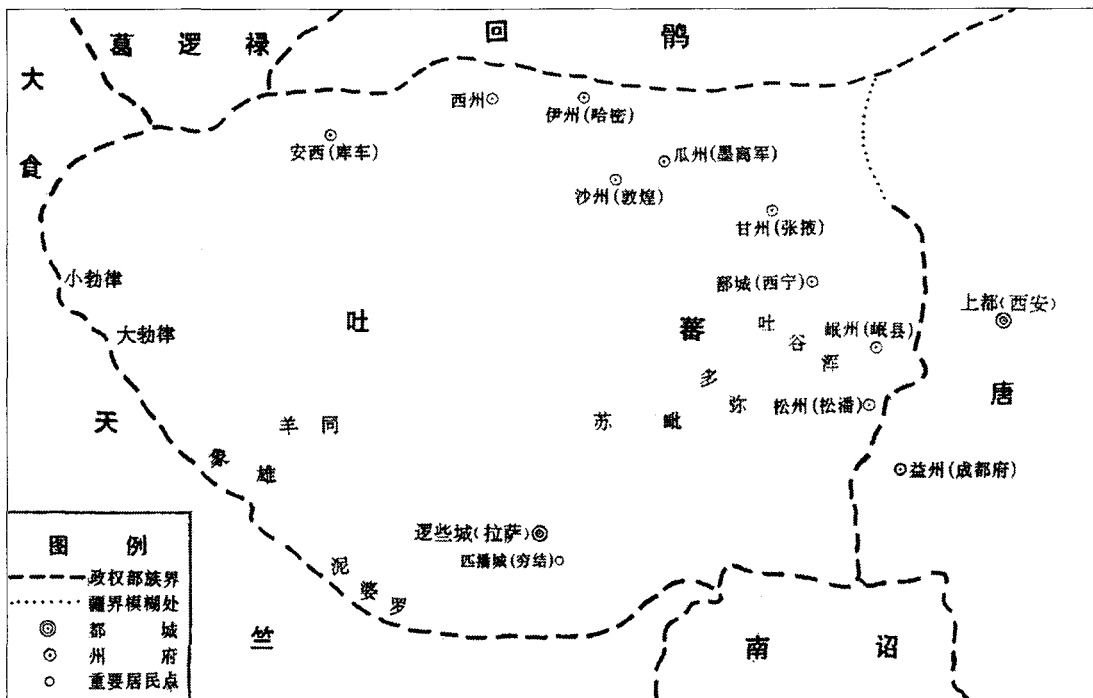 葛逻禄
回鹘
大食
西州
伊州(哈密)
安西(库车)
瓜州(墨离军)
沙州(敦煌)
甘州(张掖)
小勃律
鄯城(西宁)
上都(西安)
大勃律
吐蕃
吐谷浑
岷州(岷县)
多弥
唐
天竺
羊同
苏毗
松州(松潘)
象雄
益州(成都府)
逻些城(拉萨)
匹播城(穷结)
泥婆罗
南诏
图例
政权部族界
疆界模糊处
都城
州府
重要居民点